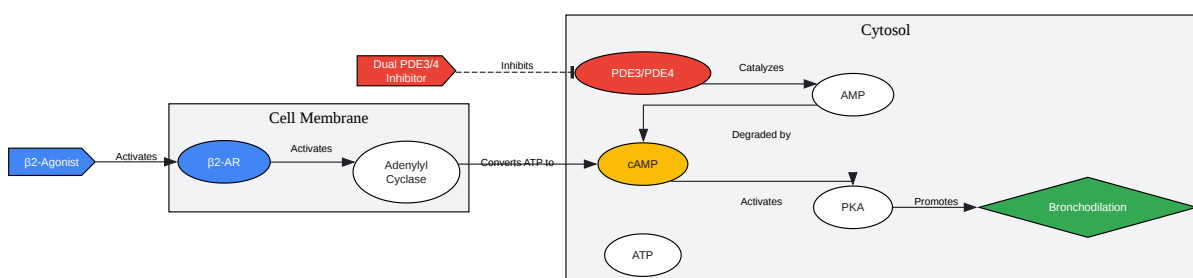 Cytosol
Dual PDE3/4
Inhibitor
Inhibits
PDE3/PDE4
Catalyzes
AMP
Cell Membrane
Degraded by
β2-Agonist
Activates
β2-AR
Activates
Adenylyl
Cyclase
Converts ATP to
cAMP
Activates
PKA
Promotes
Bronchodilation
ATP